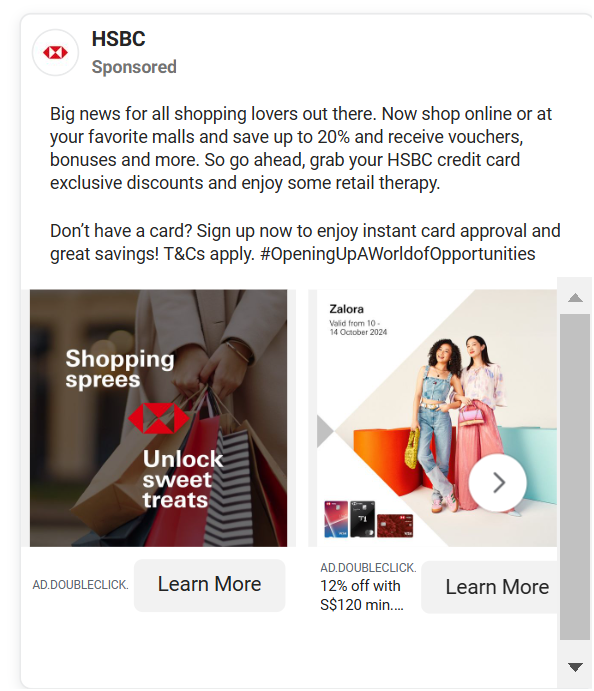 HSBC
Sponsored
Big news for all shopping lovers out there. Now shop online or at
your favorite malls and save up to 20% and receive vouchers,
bonuses and more. So go ahead, grab your HSBC credit card
exclusive discounts and enjoy some retail therapy.
Don’t have a card? Sign up now to enjoy instant card approval and
great savings! T&Cs apply. #OpeningUpAWorldofOpportunities
Shopping
sprees
Unlock
sweet
treats
AD.DOUBLECLICK.
Learn More
Zalora
Valid from 10 -
14 October 2024
AD.DOUBLECLICK.
12% off with
S$120 min....
Learn More